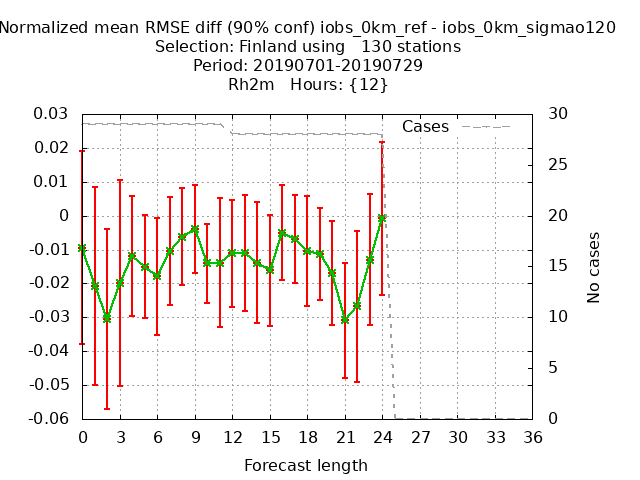 Normalized mean RMSE diff (90% conf) iobs_0km_ref - iobs_0km_sigmao120
Selection: Finland using 130 stations
Period: 20190701-20190729
Rh2m Hours: {12}
Cases
0.03
0.02
0.01
0
-0.01
-0.02
-0.03
-0.04
-0.05
-0.06
30
25
20
15
10
5
0
No cases
0 3 6 9 12 15 18 21 24 27 30 33 36
Forecast length